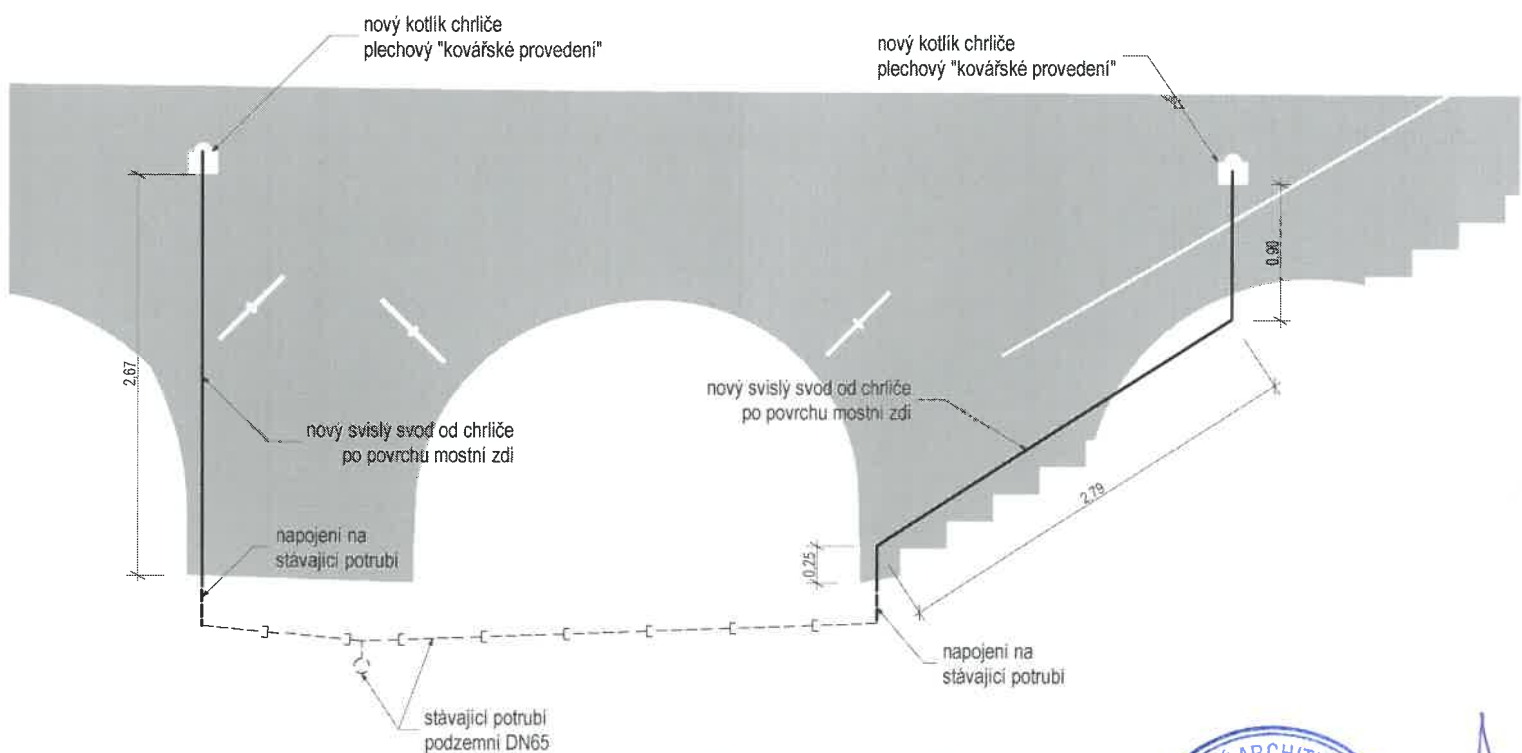 nový kotlík chrliče
plechový "kovářské provedení"
nový kotlík chrliče
plechový "kovářské provedení"
2,67
0,90
nový svislý svod od chrliče
po povrchu mostní zdi
nový svislý svod od chrliče
po povrchu mostní zdi
2,79
0,25
napojení na
stávající potrubí
napojení na
stávající potrubí
stávající potrubí
podzemní DN65